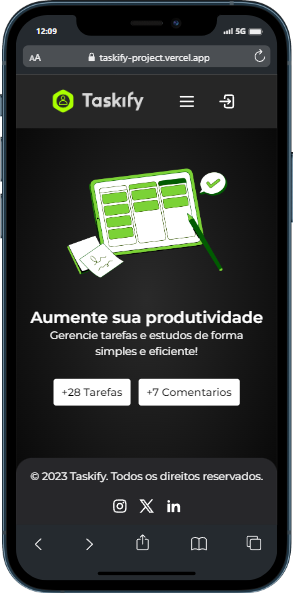 12:09
5G
AA
taskify-project.vercel.app
Taskify
Aumente sua produtividade
Gerencie tarefas e estudos de forma
simples e eficiente!
+28 Tarefas
+7 Comentarios
© 2023 Taskify. Todos os direitos reservados.